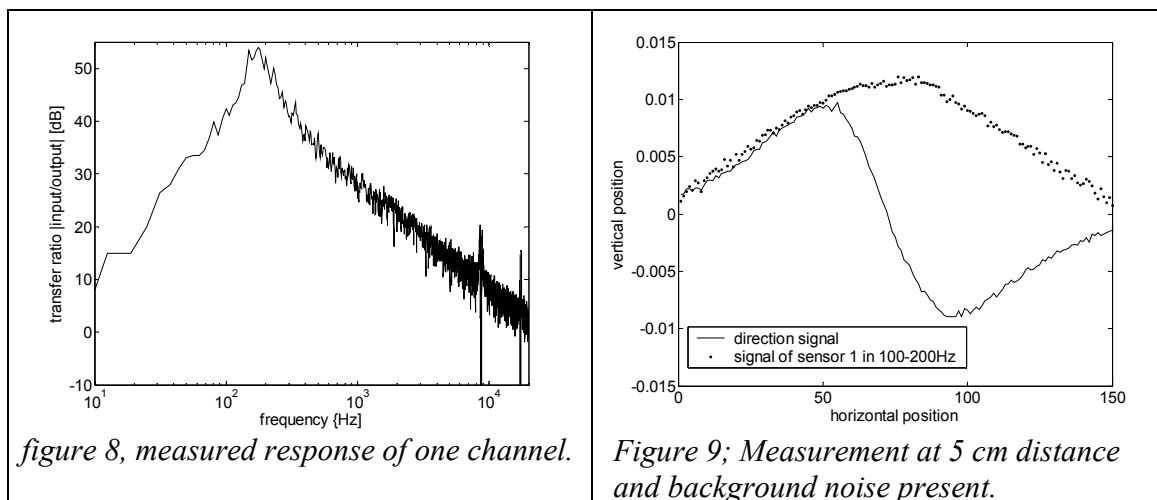 transfer ratio |input/output| [dB]
50
40
30
20
10
0
-10
10^1
10^2
10^3
10^4
frequency {Hz]
figure 8, measured response of one channel.
vertical position
0.015
0.01
0.005
0
-0.005
-0.01
-0.015
0
50
100
150
direction signal
signal of sensor 1 in 100-200Hz
horizontal position
Figure 9; Measurement at 5 cm distance
and background noise present.